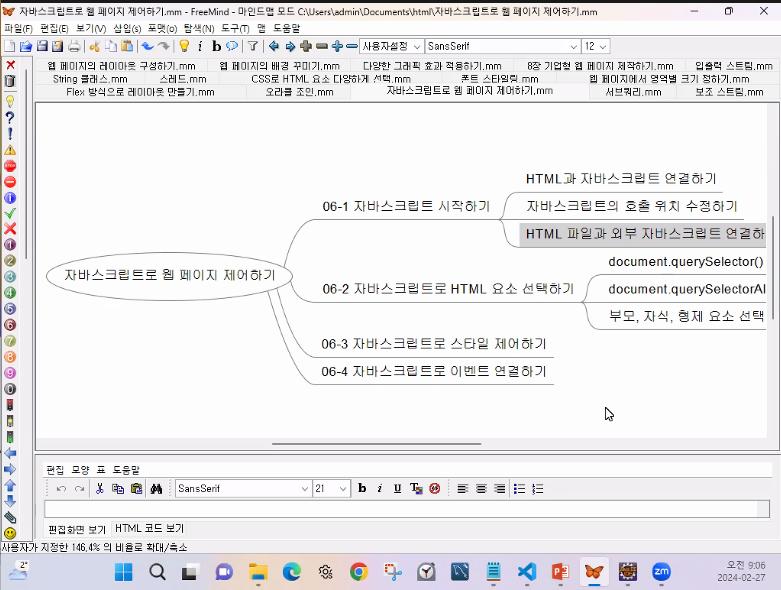 자바스크립트로 웹 페이지 제어하기.mm - FreeMind - 마인드맵 모드 C:\Users\admin\Documents\html\자바스크립트로 웹 페이지 제어하기.mm
파일(F) 편집(E) 보기(V) 삽입(s) 포맷(o) 탐색(N) 도구(T) 맵 도움말
사용자설정 SansSerif 12
웹 페이지의 레이아웃 구성하기.mm 웹 페이지의 배경 꾸미기.mm 다양한 그래픽 효과 적용하기.mm 8장 기업형 웹 페이지 제작하기.mm 입출력 스트림.mm
String 클래스.mm 스레드.mm CSS로 HTML 요소 다양하게 선택.mm 폰트 스타일링.mm 웹 페이지에서 영역별 크기 정하기.mm
Flex 방식으로 레이아웃 만들기.mm 오라클 조인.mm 자바스크립트로 웹 페이지 제어하기.mm 서브쿼리.mm 보조 스트림.mm
HTML과 자바스크립트 연결하기
06-1 자바스크립트 시작하기
자바스크립트의 호출 위치 수정하기
HTML 파일과 외부 자바스크립트 연결하
document.querySelector()
자바스크립트로 웹 페이지 제어하기
06-2 자바스크립트로 HTML 요소 선택하기
document.querySelectorAl
부모, 자식, 형제 요소 선택
06-3 자바스크립트로 스타일 제어하기
06-4 자바스크립트로 이벤트 연결하기
편집 모양 표 도움말
SansSerif 21
편집화면 보기 HTML 코드 보기
사용자가 지정한 146,4% 의 비율로 확대/축소
2°
zm
오전 9:06
2024-02-27